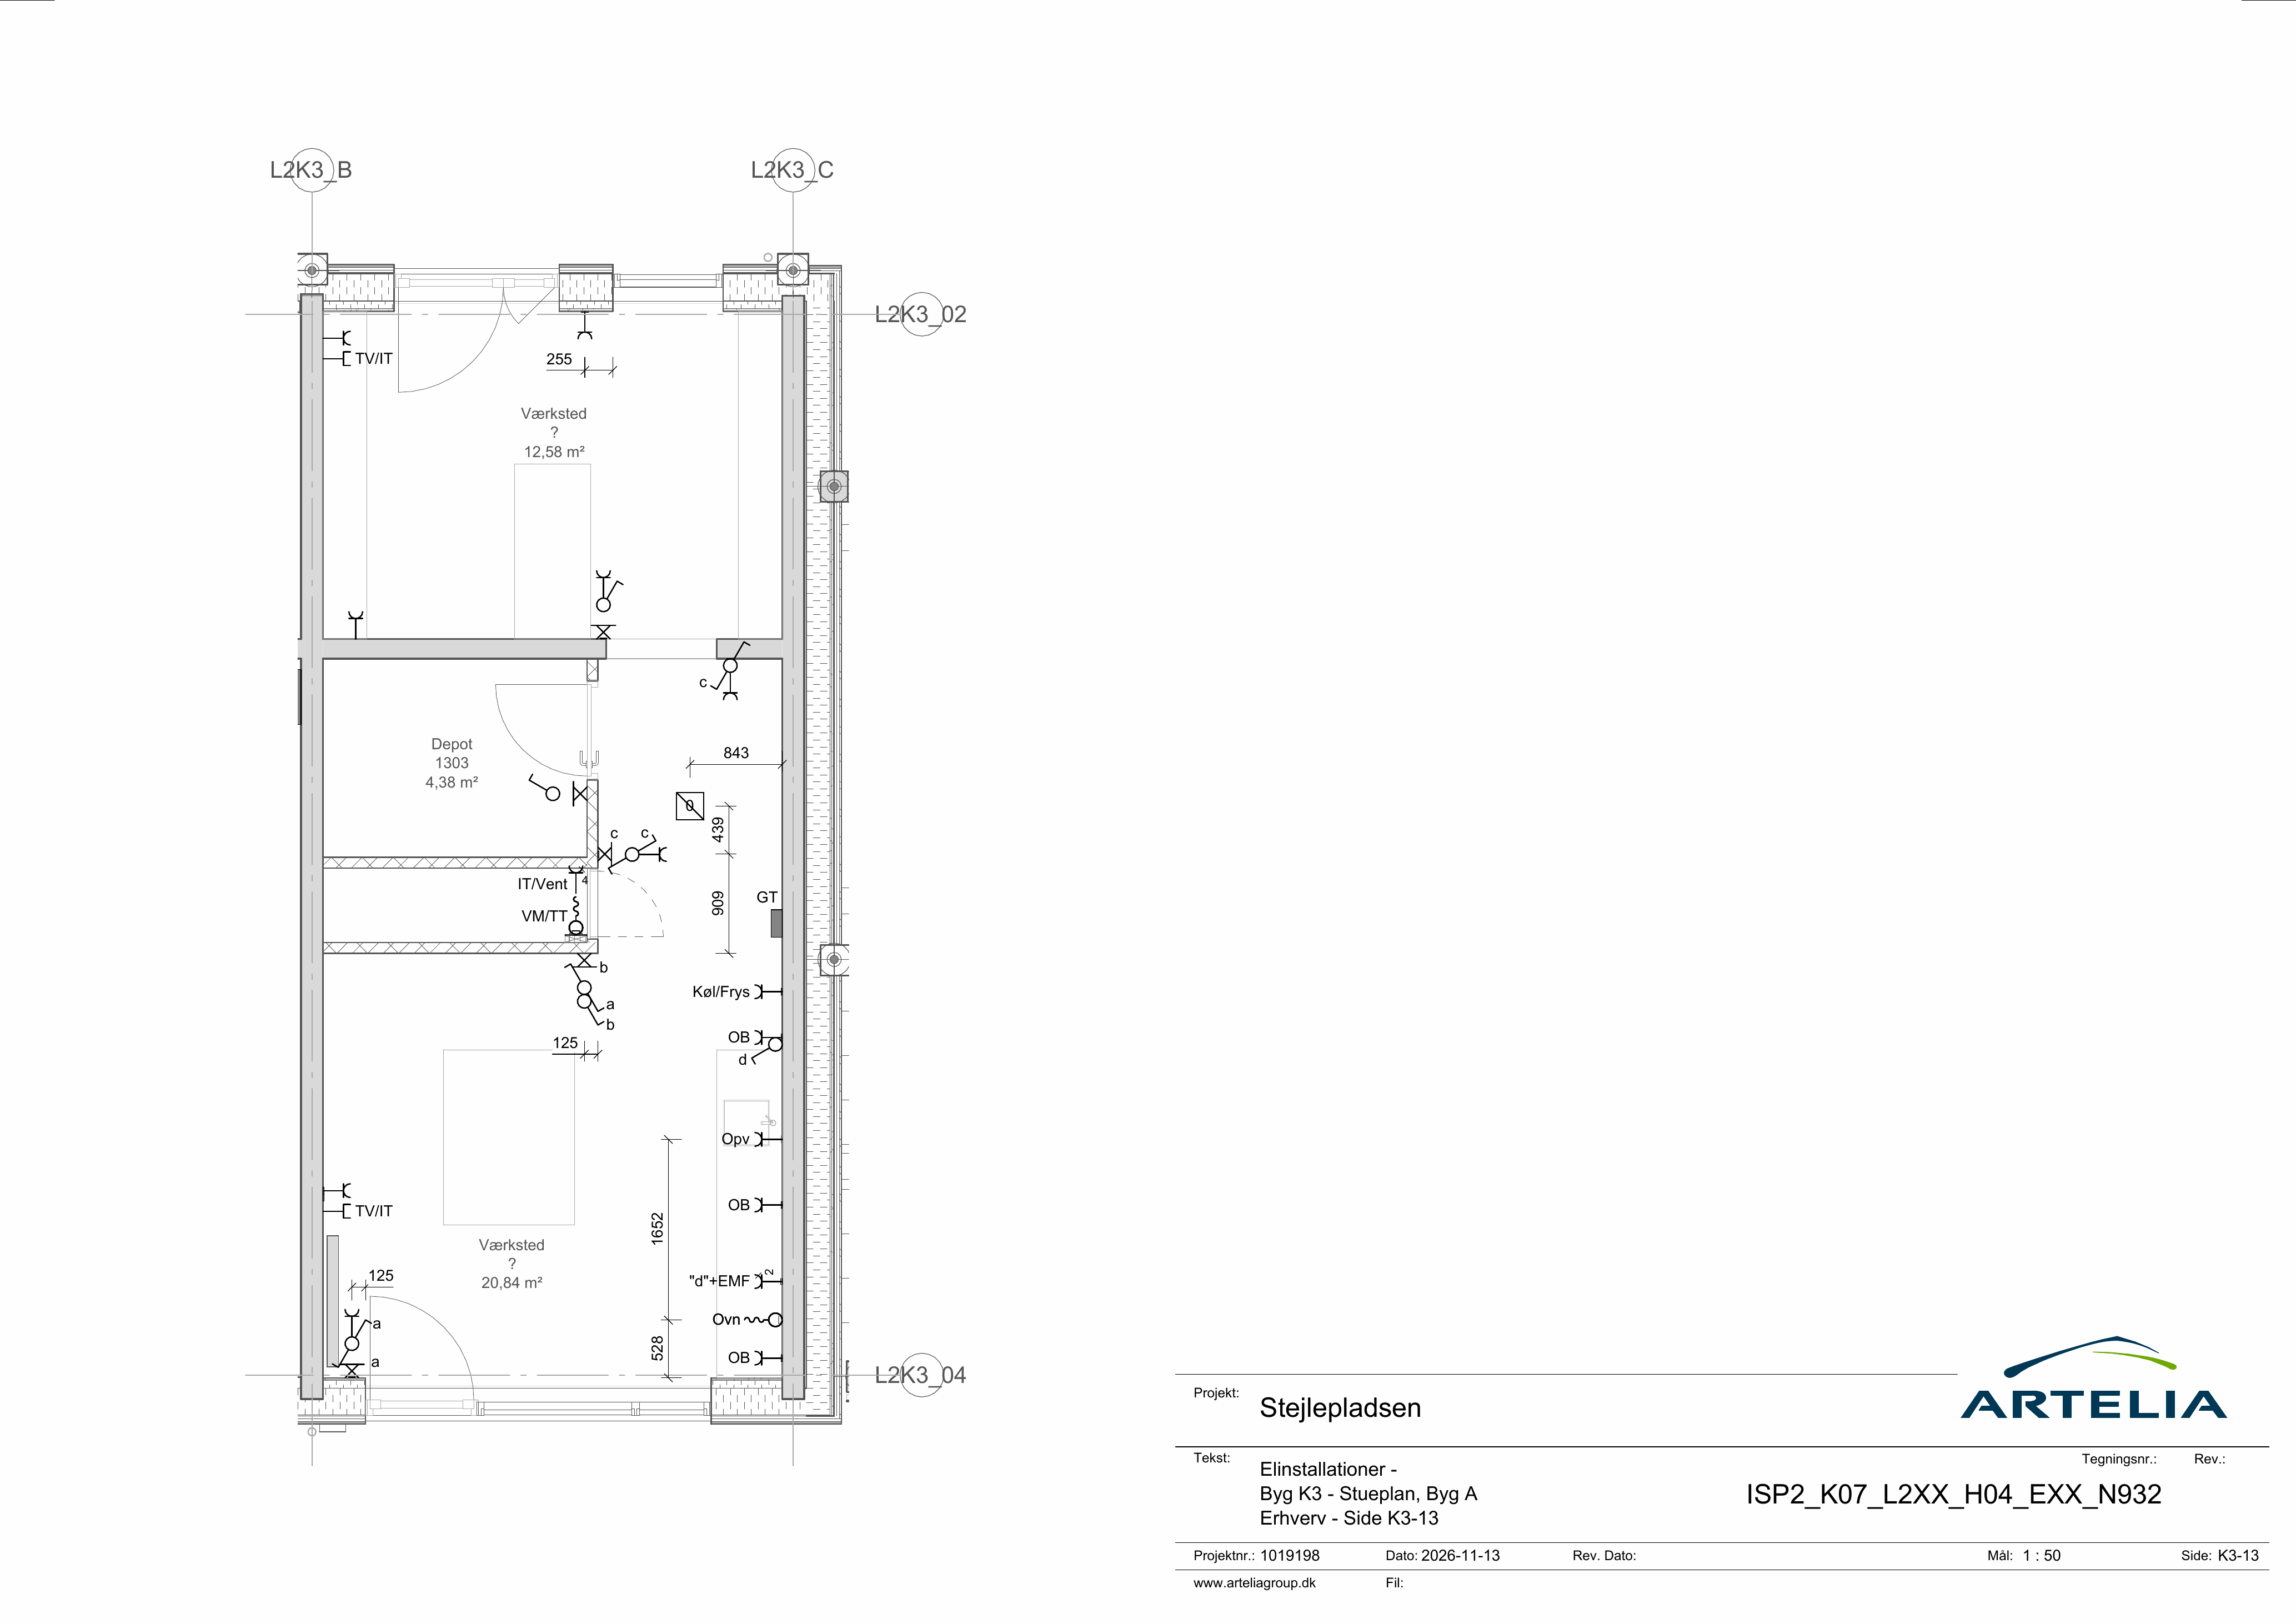 L2K3_B
L2K3_C
L2K3_02
TV/IT
255
Værksted
?
12,58 m²
c
Depot
1303
4,38 m²
843
0
439
c
c
IT/Vent
4
VM/TT
909
GT
b
Køl/Frys
a
b
OB
d
125
Opv
TV/IT
OB
1652
Værksted
?
20,84 m²
125
"d"+EMF
2
Ovn
a
528
a
OB
L2K3_04
ARTELIA
Projekt:
Stejlepladsen
Tekst:
Elinstallationer -
Byg K3 - Stueplan, Byg A
Erhverv - Side K3-13
Tegningsnr.:
Rev.:
ISP2_K07_L2XX_H04_EXX_N932
Projektnr.: 1019198
Dato: 2026-11-13
Rev. Dato:
Mål: 1 : 50
Side: K3-13
www.arteliagroup.dk
Fil: